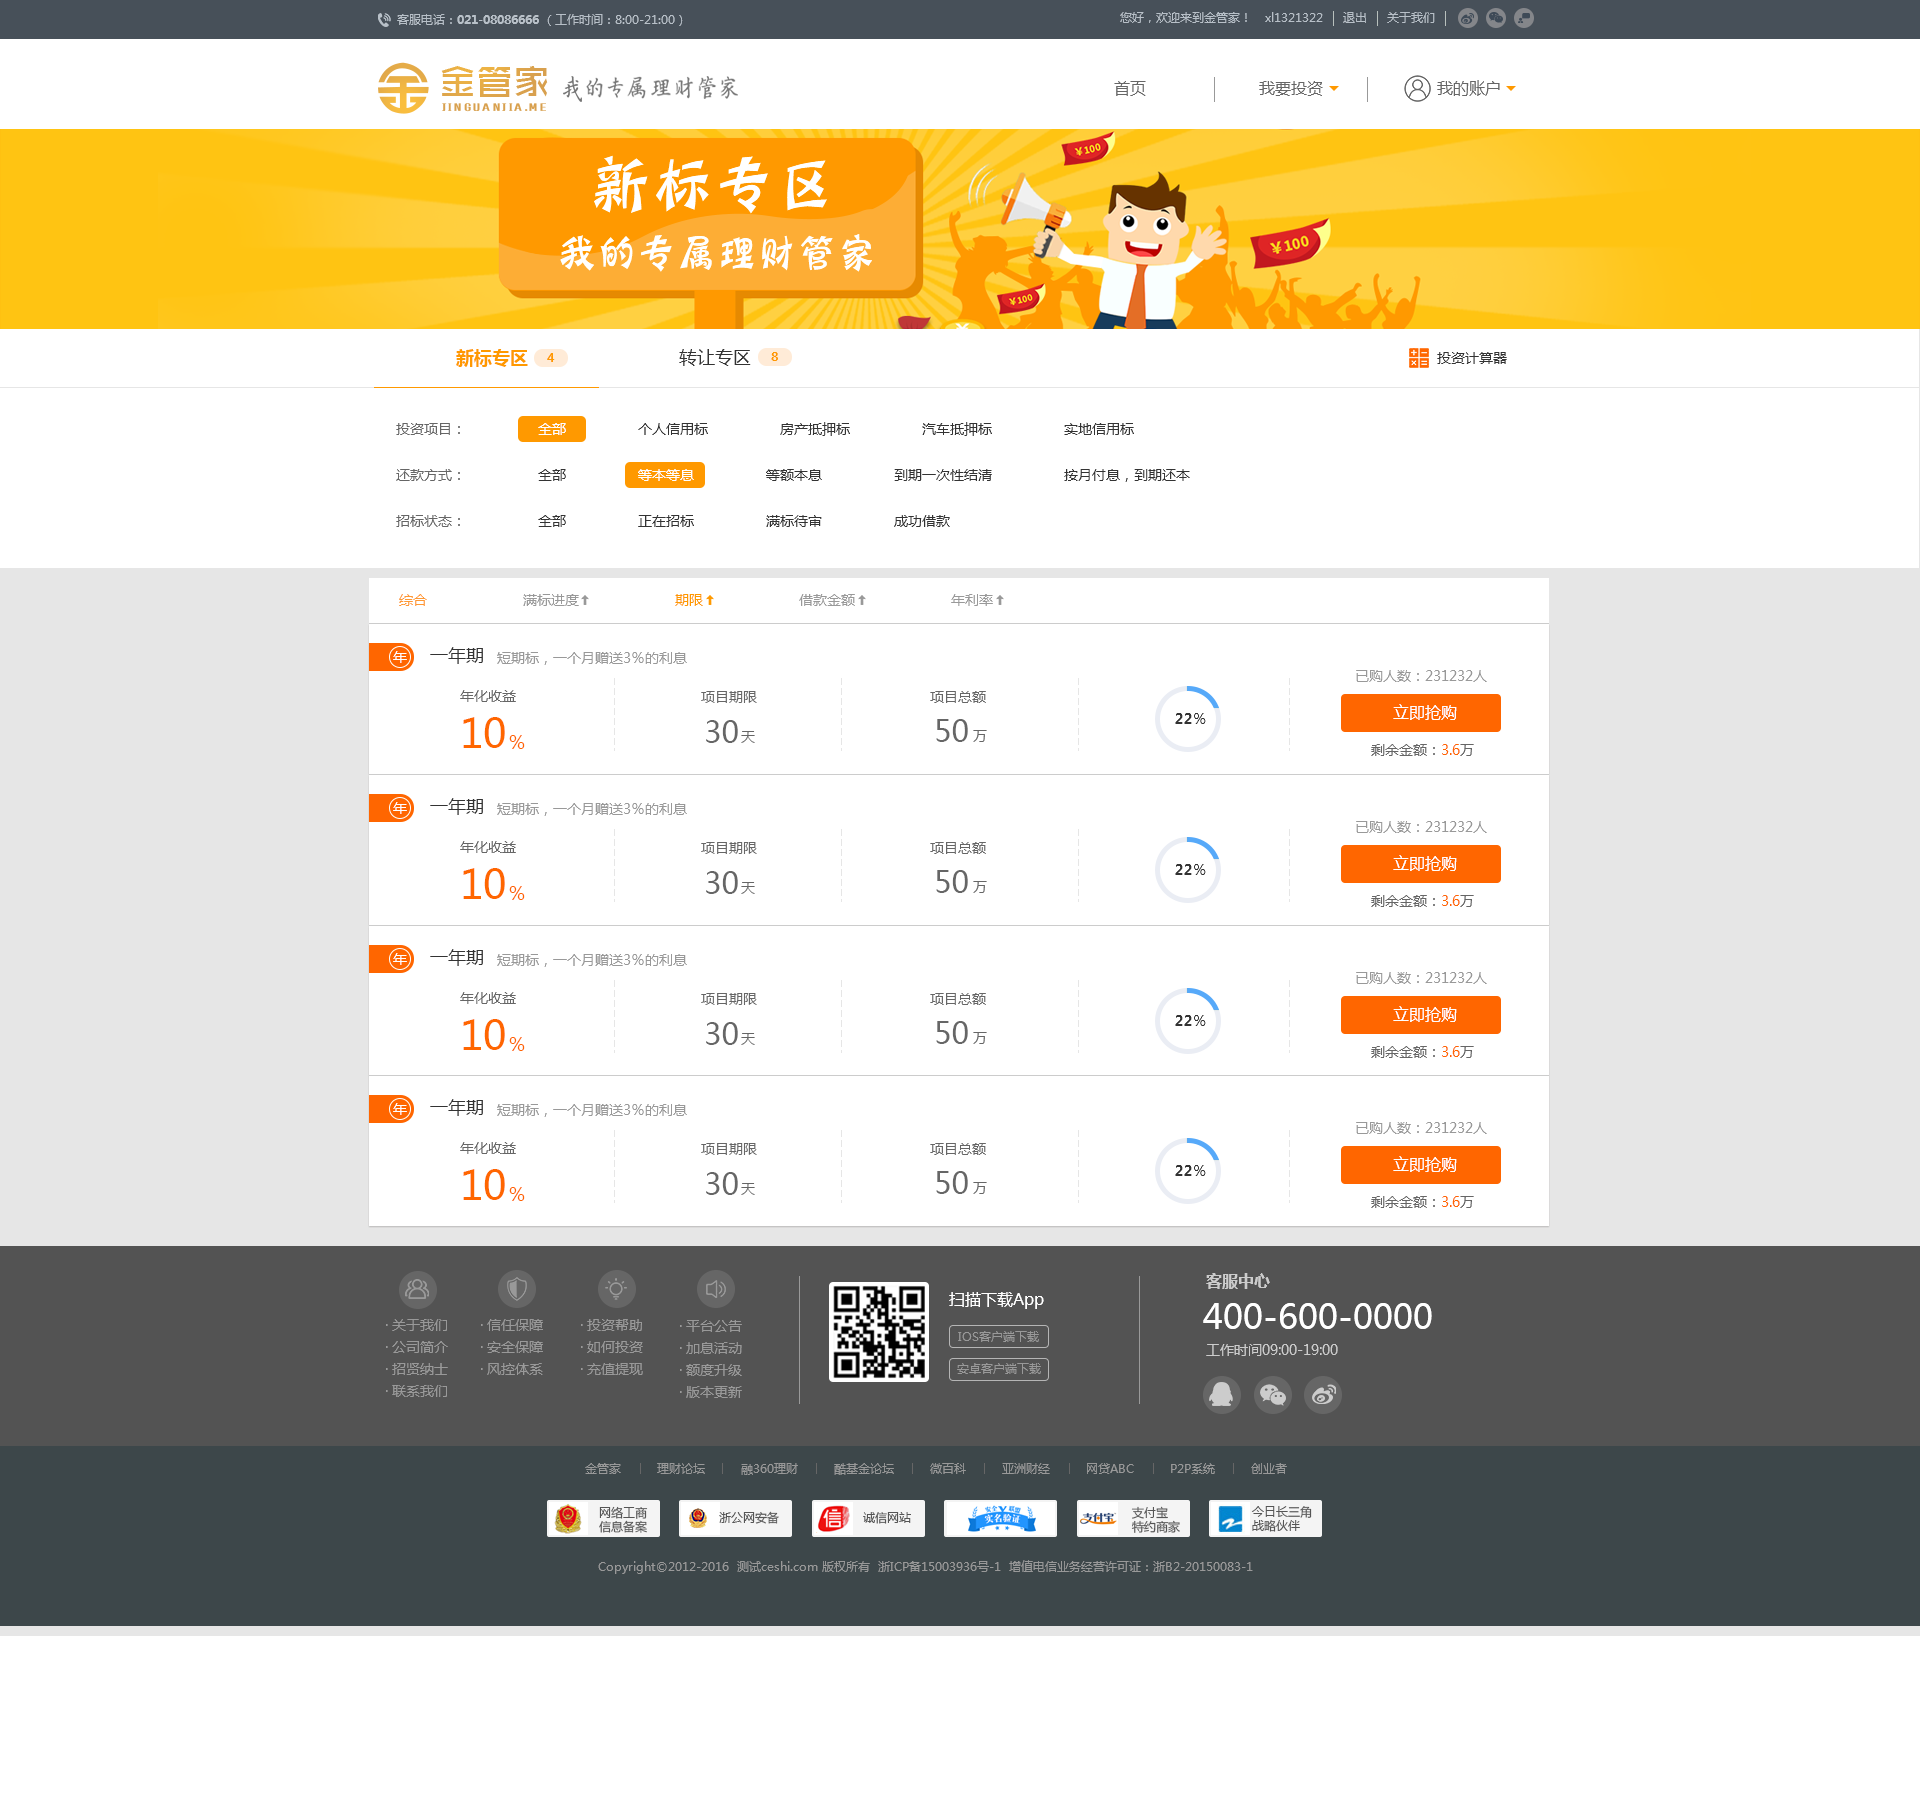 客服电话：021-08086666 （工作时间：8:00-21:00）
您好，欢迎来到金管家！ xl1321322 退出 关于我们
金管家 我的专属理财管家
JINGUANJIA.ME
首页 我要投资 我的账户
新标专区
我的专属理财管家
¥100
¥100
¥100
新标专区 4 转让专区 8 投资计算器
投资项目： 全部 个人信用标 房产抵押标 汽车抵押标 实地信用标
还款方式： 全部 等本等息 等额本息 到期一次性结清 按月付息，到期还本
招标状态： 全部 正在招标 满标待审 成功借款
综合 满标进度 期限 借款金额 年利率
年 一年期 短期标，一个月赠送3%的利息
已购人数：231232人
年化收益 项目期限 项目总额
10% 30天 50万 22% 立即抢购
剩余金额：3.6万
年 一年期 短期标，一个月赠送3%的利息
已购人数：231232人
年化收益 项目期限 项目总额
10% 30天 50万 22% 立即抢购
剩余金额：3.6万
年 一年期 短期标，一个月赠送3%的利息
已购人数：231232人
年化收益 项目期限 项目总额
10% 30天 50万 22% 立即抢购
剩余金额：3.6万
年 一年期 短期标，一个月赠送3%的利息
已购人数：231232人
年化收益 项目期限 项目总额
10% 30天 50万 22% 立即抢购
剩余金额：3.6万
· 关于我们
· 公司简介
· 招贤纳士
· 联系我们
· 信任保障
· 安全保障
· 风控体系
· 投资帮助
· 如何投资
· 充值提现
· 平台公告
· 加息活动
· 额度升级
· 版本更新
扫描下载App
IOS客户端下载
安卓客户端下载
客服中心
400-600-0000
工作时间09:00-19:00
金管家 理财论坛 融360理财 酷基金论坛 微百科 亚洲财经 网贷ABC P2P系统 创业者
网络工商
信息备案
浙公网安备
信 诚信网站
安全联盟
实名验证
支付宝 支付宝
特约商家
今日长三角
战略伙伴
Copyright©2012-2016 测试ceshi.com 版权所有 浙ICP备15003936号-1 增值电信业务经营许可证：浙B2-20150083-1